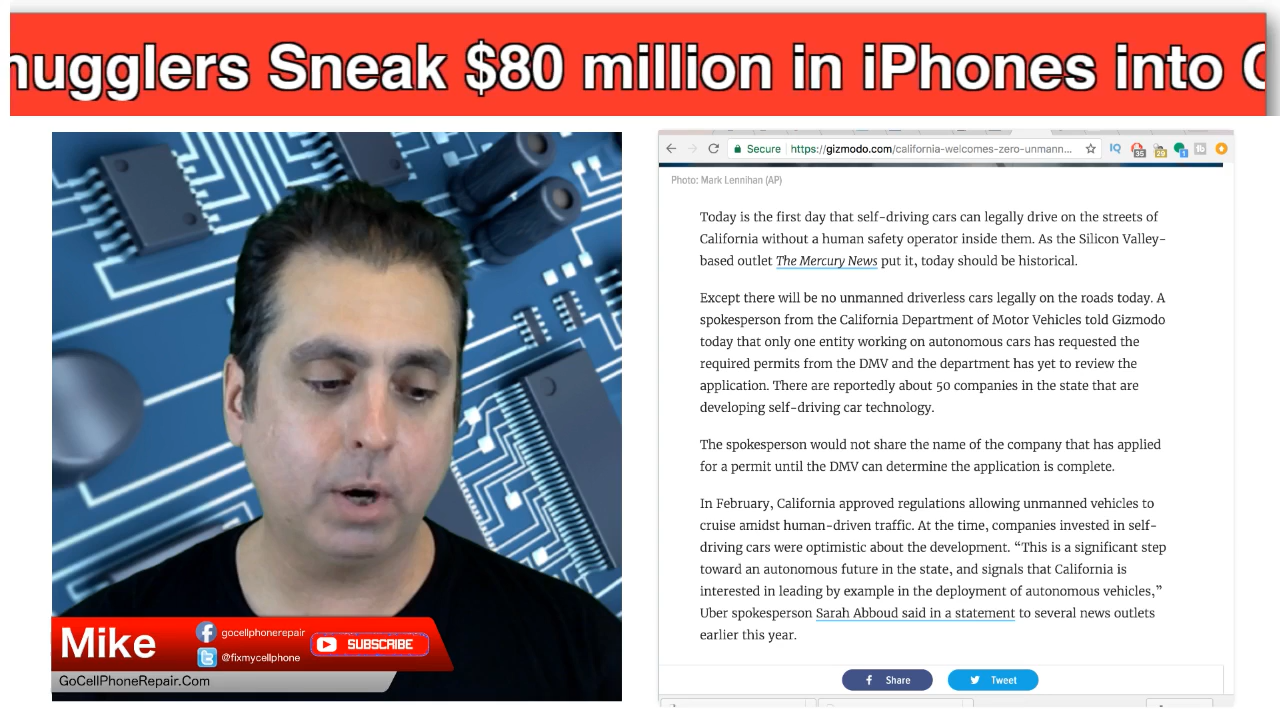 Sneak $80 million in iPhones into
Secure https://gizmodo.com/california-welcomes-zero-unmann...
IQ
35
29
1
Photo: Mark Lennihan (AP)
Today is the first day that self-driving cars can legally drive on the streets of
California without a human safety operator inside them. As the Silicon Valley-
based outlet The Mercury News put it, today should be historical.
Except there will be no unmanned driverless cars legally on the roads today. A
spokesperson from the California Department of Motor Vehicles told Gizmodo
today that only one entity working on autonomous cars has requested the
required permits from the DMV and the department has yet to review the
application. There are reportedly about 50 companies in the state that are
developing self-driving car technology.
The spokesperson would not share the name of the company that has applied
for a permit until the DMV can determine the application is complete.
In February, California approved regulations allowing unmanned vehicles to
cruise amidst human-driven traffic. At the time, companies invested in self-
driving cars were optimistic about the development. “This is a significant step
toward an autonomous future in the state, and signals that California is
interested in leading by example in the deployment of autonomous vehicles,”
Uber spokesperson Sarah Abboud said in a statement to several news outlets
earlier this year.
Share
Tweet
Mike
gocellphonerepair
@fixmycellphone
SUBSCRIBE
GoCellPhoneRepair.Com